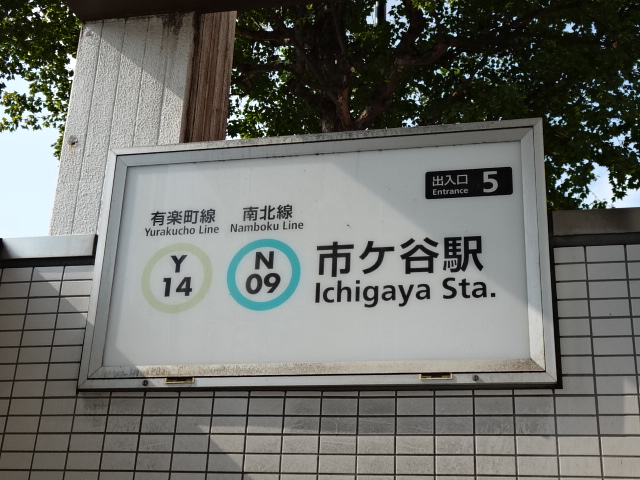 出入口 5
Entrance
有楽町線
Yurakucho Line
Y
14
南北線
Namboku Line
N
09
市ケ谷駅
Ichigaya Sta.